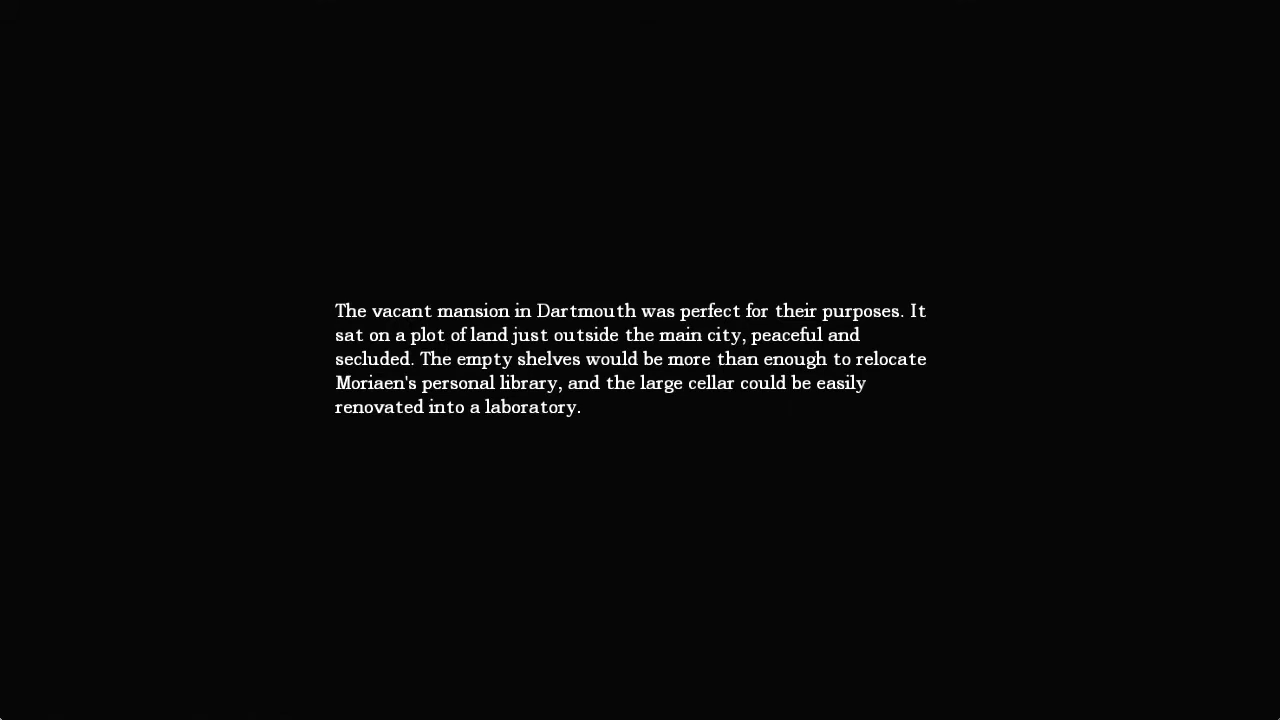 The vacant mansion in Dartmouth was perfect for their purposes. It
sat on a plot of land just outside the main city, peaceful and
secluded. The empty shelves would be more than enough to relocate
Moriaen's personal library, and the large cellar could be easily
renovated into a laboratory.